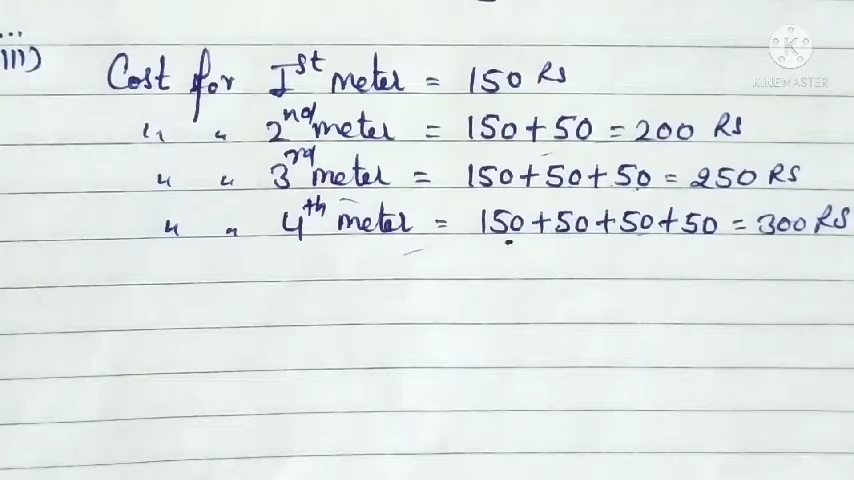 ...
iii) Cost for Ist meter = 150 Rs
" " 2nd meter = 150+50 = 200 Rs
" " 3rd meter = 150+50+50 = 250 Rs
" " 4th meter = 150+50+50+50 = 300 Rs
K
KINEMASTER